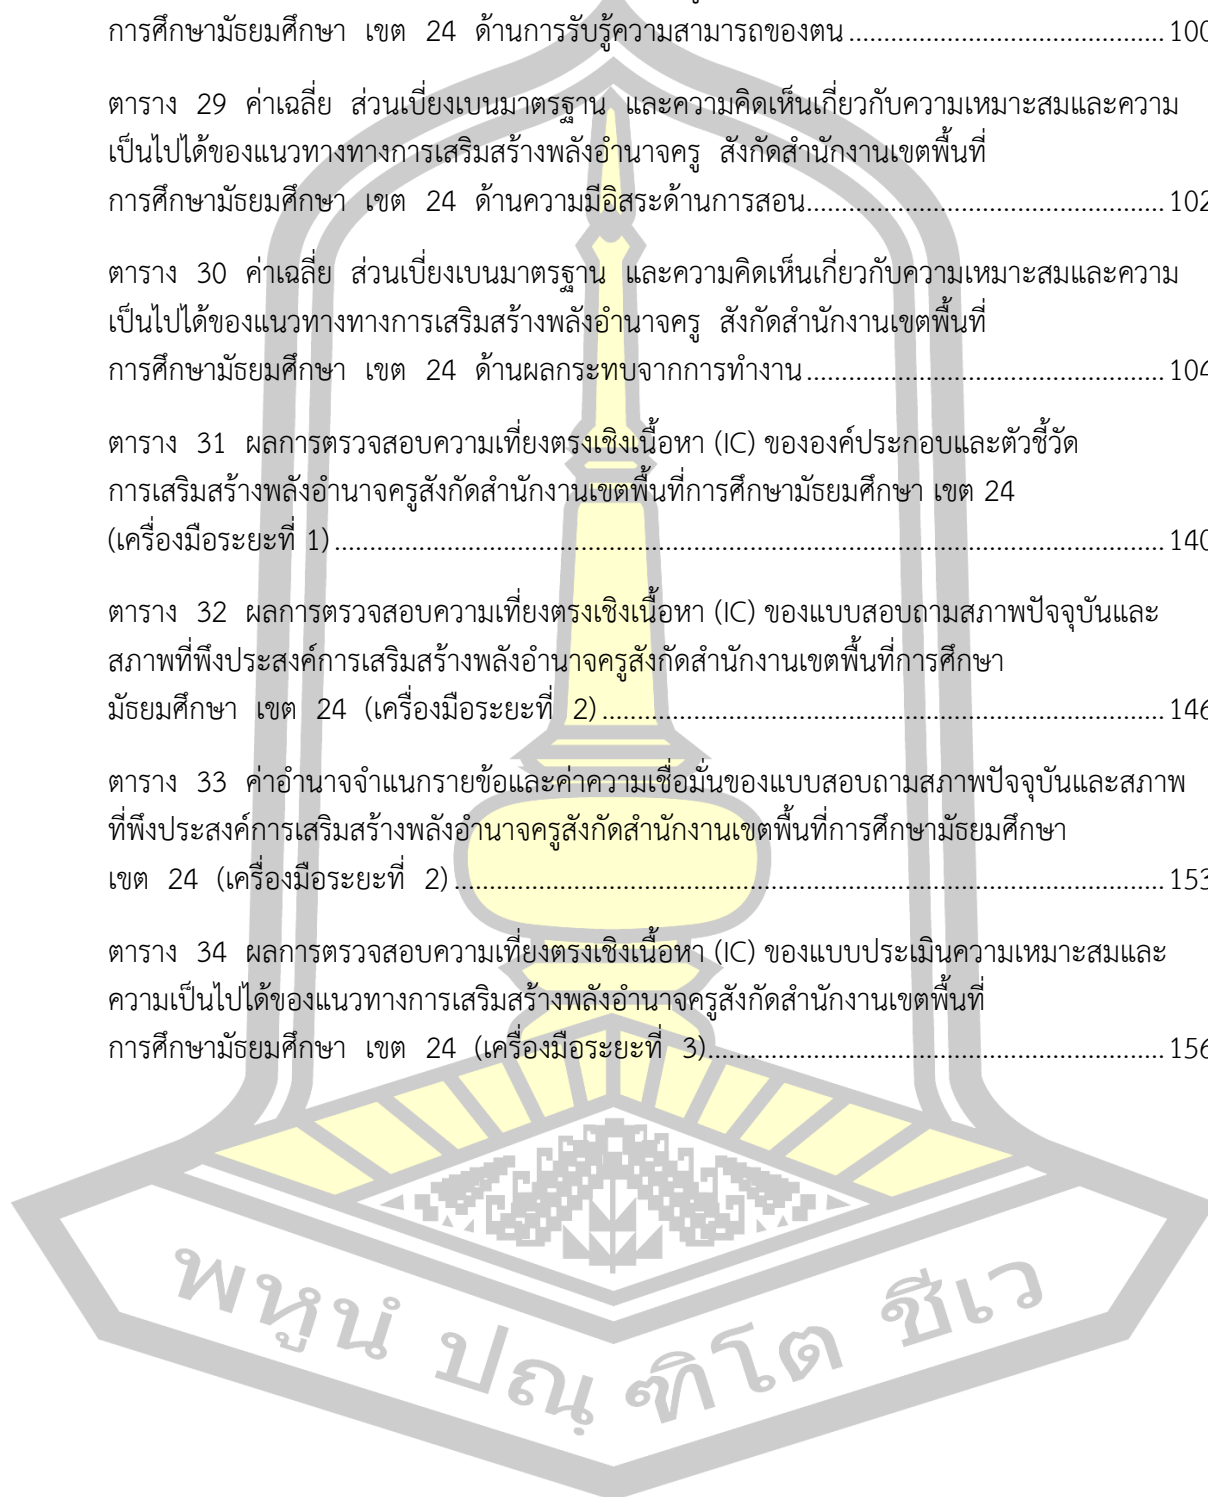 การศึกษามัธยมศึกษา เขต 24 ด้านการรับรู้ความสามารถของตน ........................................ 100
ตาราง 29 ค่าเฉลี่ย ส่วนเบี่ยงเบนมาตรฐาน และความคิดเห็นเกี่ยวกับความเหมาะสมและความ
เป็นไปได้ของแนวทางทางการเสริมสร้างพลังอำนาจครู สังกัดสำนักงานเขตพื้นที่
การศึกษามัธยมศึกษา เขต 24 ด้านความมีอิสระด้านการสอน............................................. 102
ตาราง 30 ค่าเฉลี่ย ส่วนเบี่ยงเบนมาตรฐาน และความคิดเห็นเกี่ยวกับความเหมาะสมและความ
เป็นไปได้ของแนวทางทางการเสริมสร้างพลังอำนาจครู สังกัดสำนักงานเขตพื้นที่
การศึกษามัธยมศึกษา เขต 24 ด้านผลกระทบจากการทำงาน ............................................. 104
ตาราง 31 ผลการตรวจสอบความเที่ยงตรงเชิงเนื้อหา (IC) ขององค์ประกอบและตัวชี้วัด
การเสริมสร้างพลังอำนาจครูสังกัดสำนักงานเขตพื้นที่การศึกษามัธยมศึกษา เขต 24
(เครื่องมือระยะที่ 1) ........................................................................................................ 140
ตาราง 32 ผลการตรวจสอบความเที่ยงตรงเชิงเนื้อหา (IC) ของแบบสอบถามสภาพปัจจุบันและ
สภาพที่พึงประสงค์การเสริมสร้างพลังอำนาจครูสังกัดสำนักงานเขตพื้นที่การศึกษา
มัธยมศึกษา เขต 24 (เครื่องมือระยะที่ 2) ...................................................................... 146
ตาราง 33 ค่าอำนาจจำแนกรายข้อและค่าความเชื่อมั่นของแบบสอบถามสภาพปัจจุบันและสภาพ
ที่พึงประสงค์การเสริมสร้างพลังอำนาจครูสังกัดสำนักงานเขตพื้นที่การศึกษามัธยมศึกษา
เขต 24 (เครื่องมือระยะที่ 2) ......................................................................................... 153
ตาราง 34 ผลการตรวจสอบความเที่ยงตรงเชิงเนื้อหา (IC) ของแบบประเมินความเหมาะสมและ
ความเป็นไปได้ของแนวทางการเสริมสร้างพลังอำนาจครูสังกัดสำนักงานเขตพื้นที่
การศึกษามัธยมศึกษา เขต 24 (เครื่องมือระยะที่ 3)......................................................... 156
พหูนํ ปณฺฑิโต ชีเว